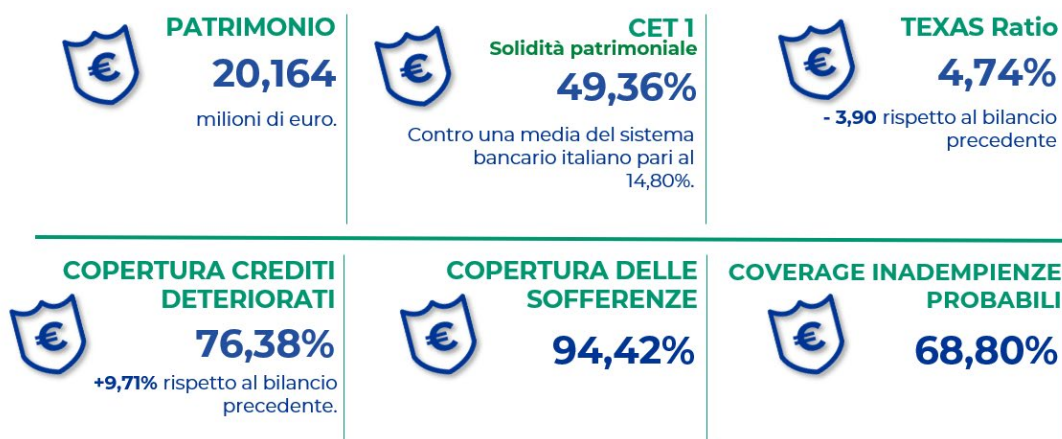 PATRIMONIO
20,164
milioni di euro.
CET 1
Solidità patrimoniale
49,36%
Contro una media del sistema
bancario italiano pari al
14,80%.
TEXAS Ratio
4,74%
- 3,90 rispetto al bilancio
precedente
COPERTURA CREDITI
DETERIORATI
76,38%
+9,71% rispetto al bilancio
precedente.
COPERTURA DELLE
SOFFERENZE
94,42%
COVERAGE INADEMPIENZE
PROBABILI
68,80%